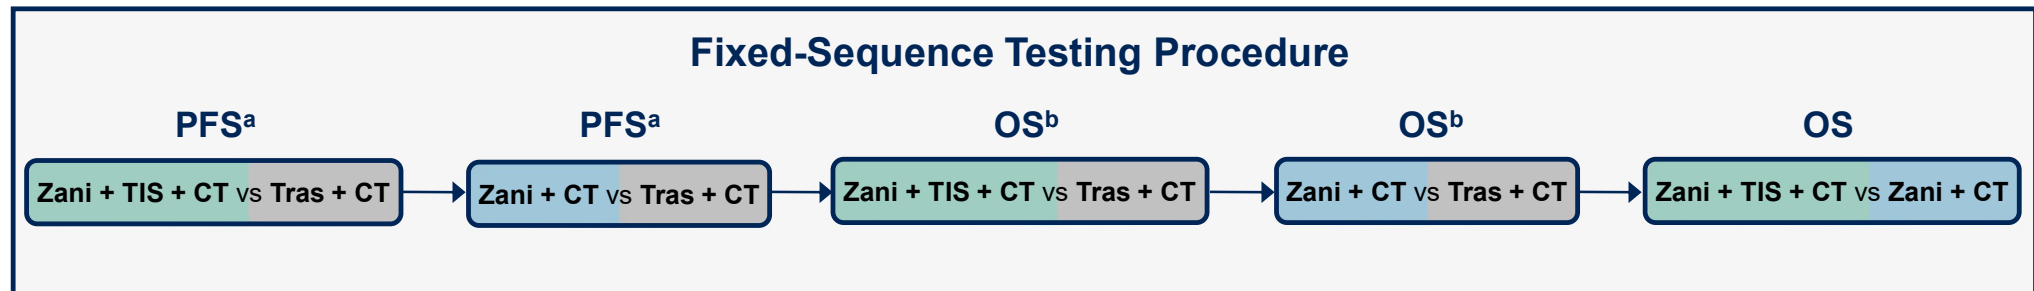 Fixed-Sequence Testing Procedure
PFSᵃ PFSᵃ OSᵇ OSᵇ OS
Zani + TIS + CT vs Tras + CT Zani + CT vs Tras + CT Zani + TIS + CT vs Tras + CT Zani + CT vs Tras + CT Zani + TIS + CT vs Zani + CT